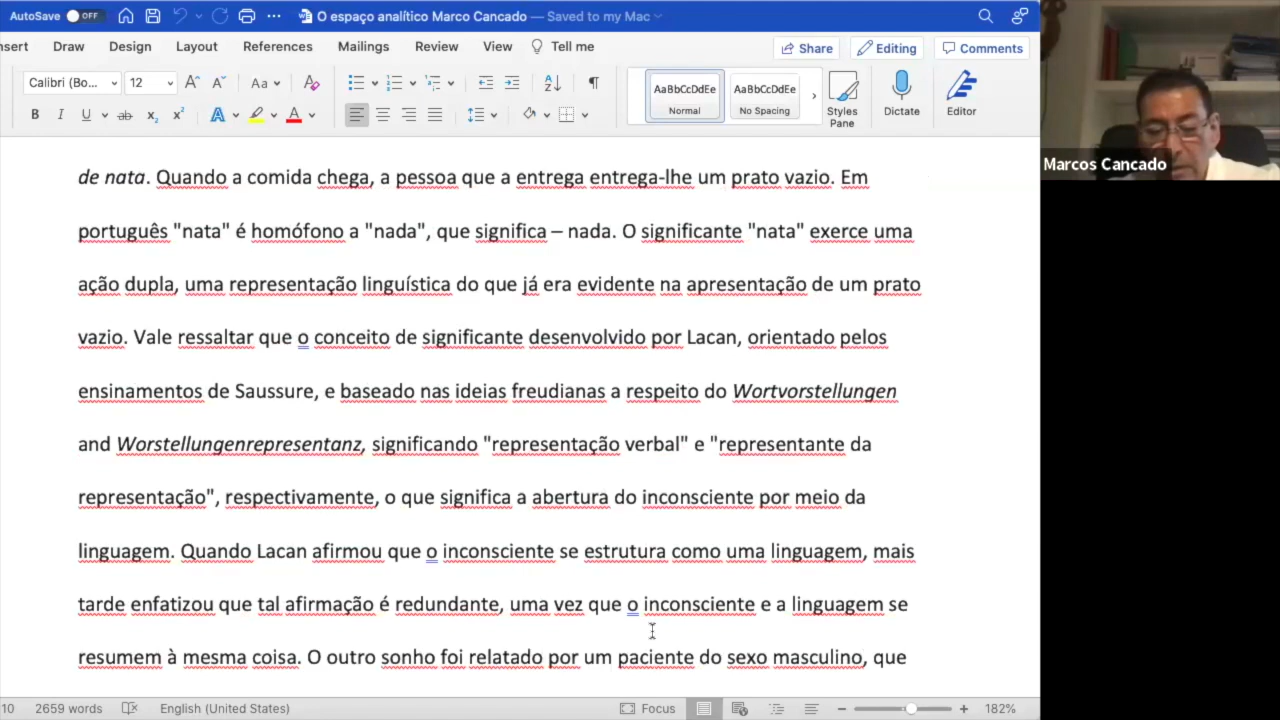 AutoSave OFF O espaço analítico Marco Cancado — Saved to my Mac
nsert Draw Design Layout References Mailings Review View Tell me Share Editing Comments
Calibri (Bo... 12 Aa AaBbCcDdEe AaBbCcDdEe
Normal No Spacing Styles Pane Dictate Editor
Marcos Cancado
de nata. Quando a comida chega, a pessoa que a entrega entrega-lhe um prato vazio. Em
português "nata" é homófono a "nada", que significa – nada. O significante "nata" exerce uma
ação dupla, uma representação linguística do que já era evidente na apresentação de um prato
vazio. Vale ressaltar que o conceito de significante desenvolvido por Lacan, orientado pelos
ensinamentos de Saussure, e baseado nas ideias freudianas a respeito do Wortvorstellungen
and Worstellungenrepresentanz, significando "representação verbal" e "representante da
representação", respectivamente, o que significa a abertura do inconsciente por meio da
linguagem. Quando Lacan afirmou que o inconsciente se estrutura como uma linguagem, mais
tarde enfatizou que tal afirmação é redundante, uma vez que o inconsciente e a linguagem se
resumem à mesma coisa. O outro sonho foi relatado por um paciente do sexo masculino, que
10 2659 words English (United States) Focus 182%